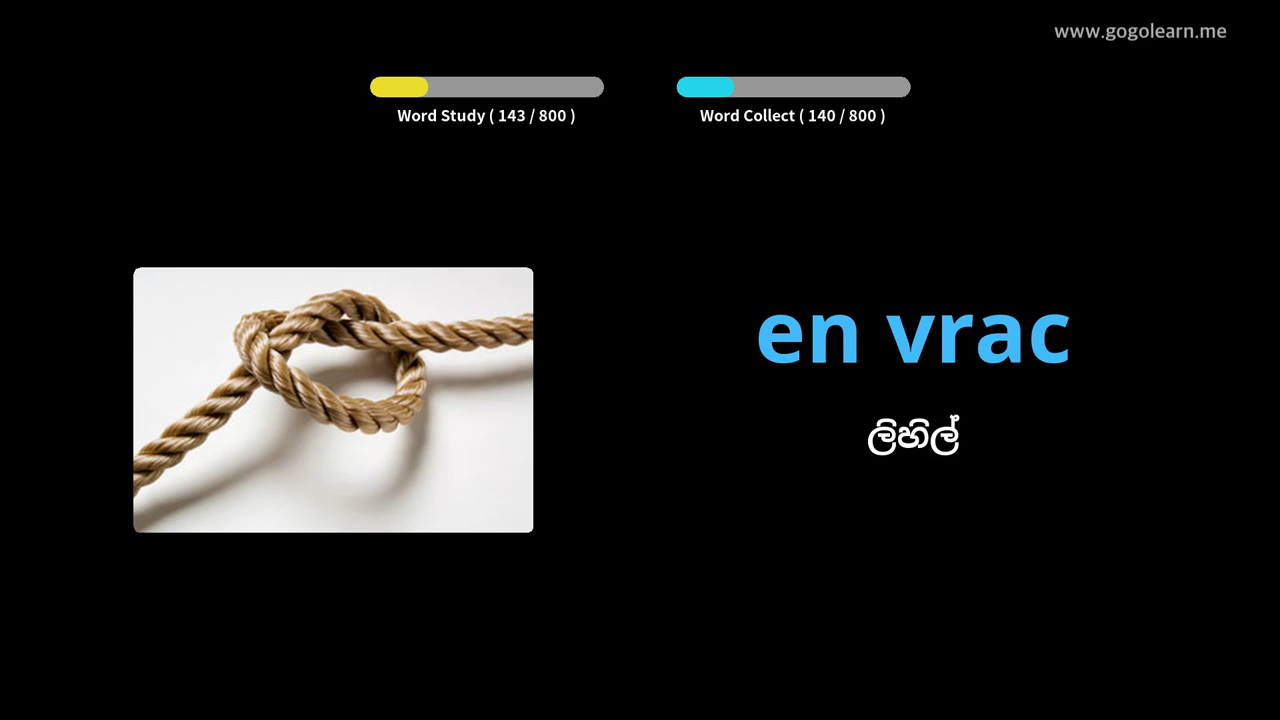 www.gogolearn.me
Word Study ( 143 / 800 )
Word Collect ( 140 / 800 )
en vrac
ලිහිල්